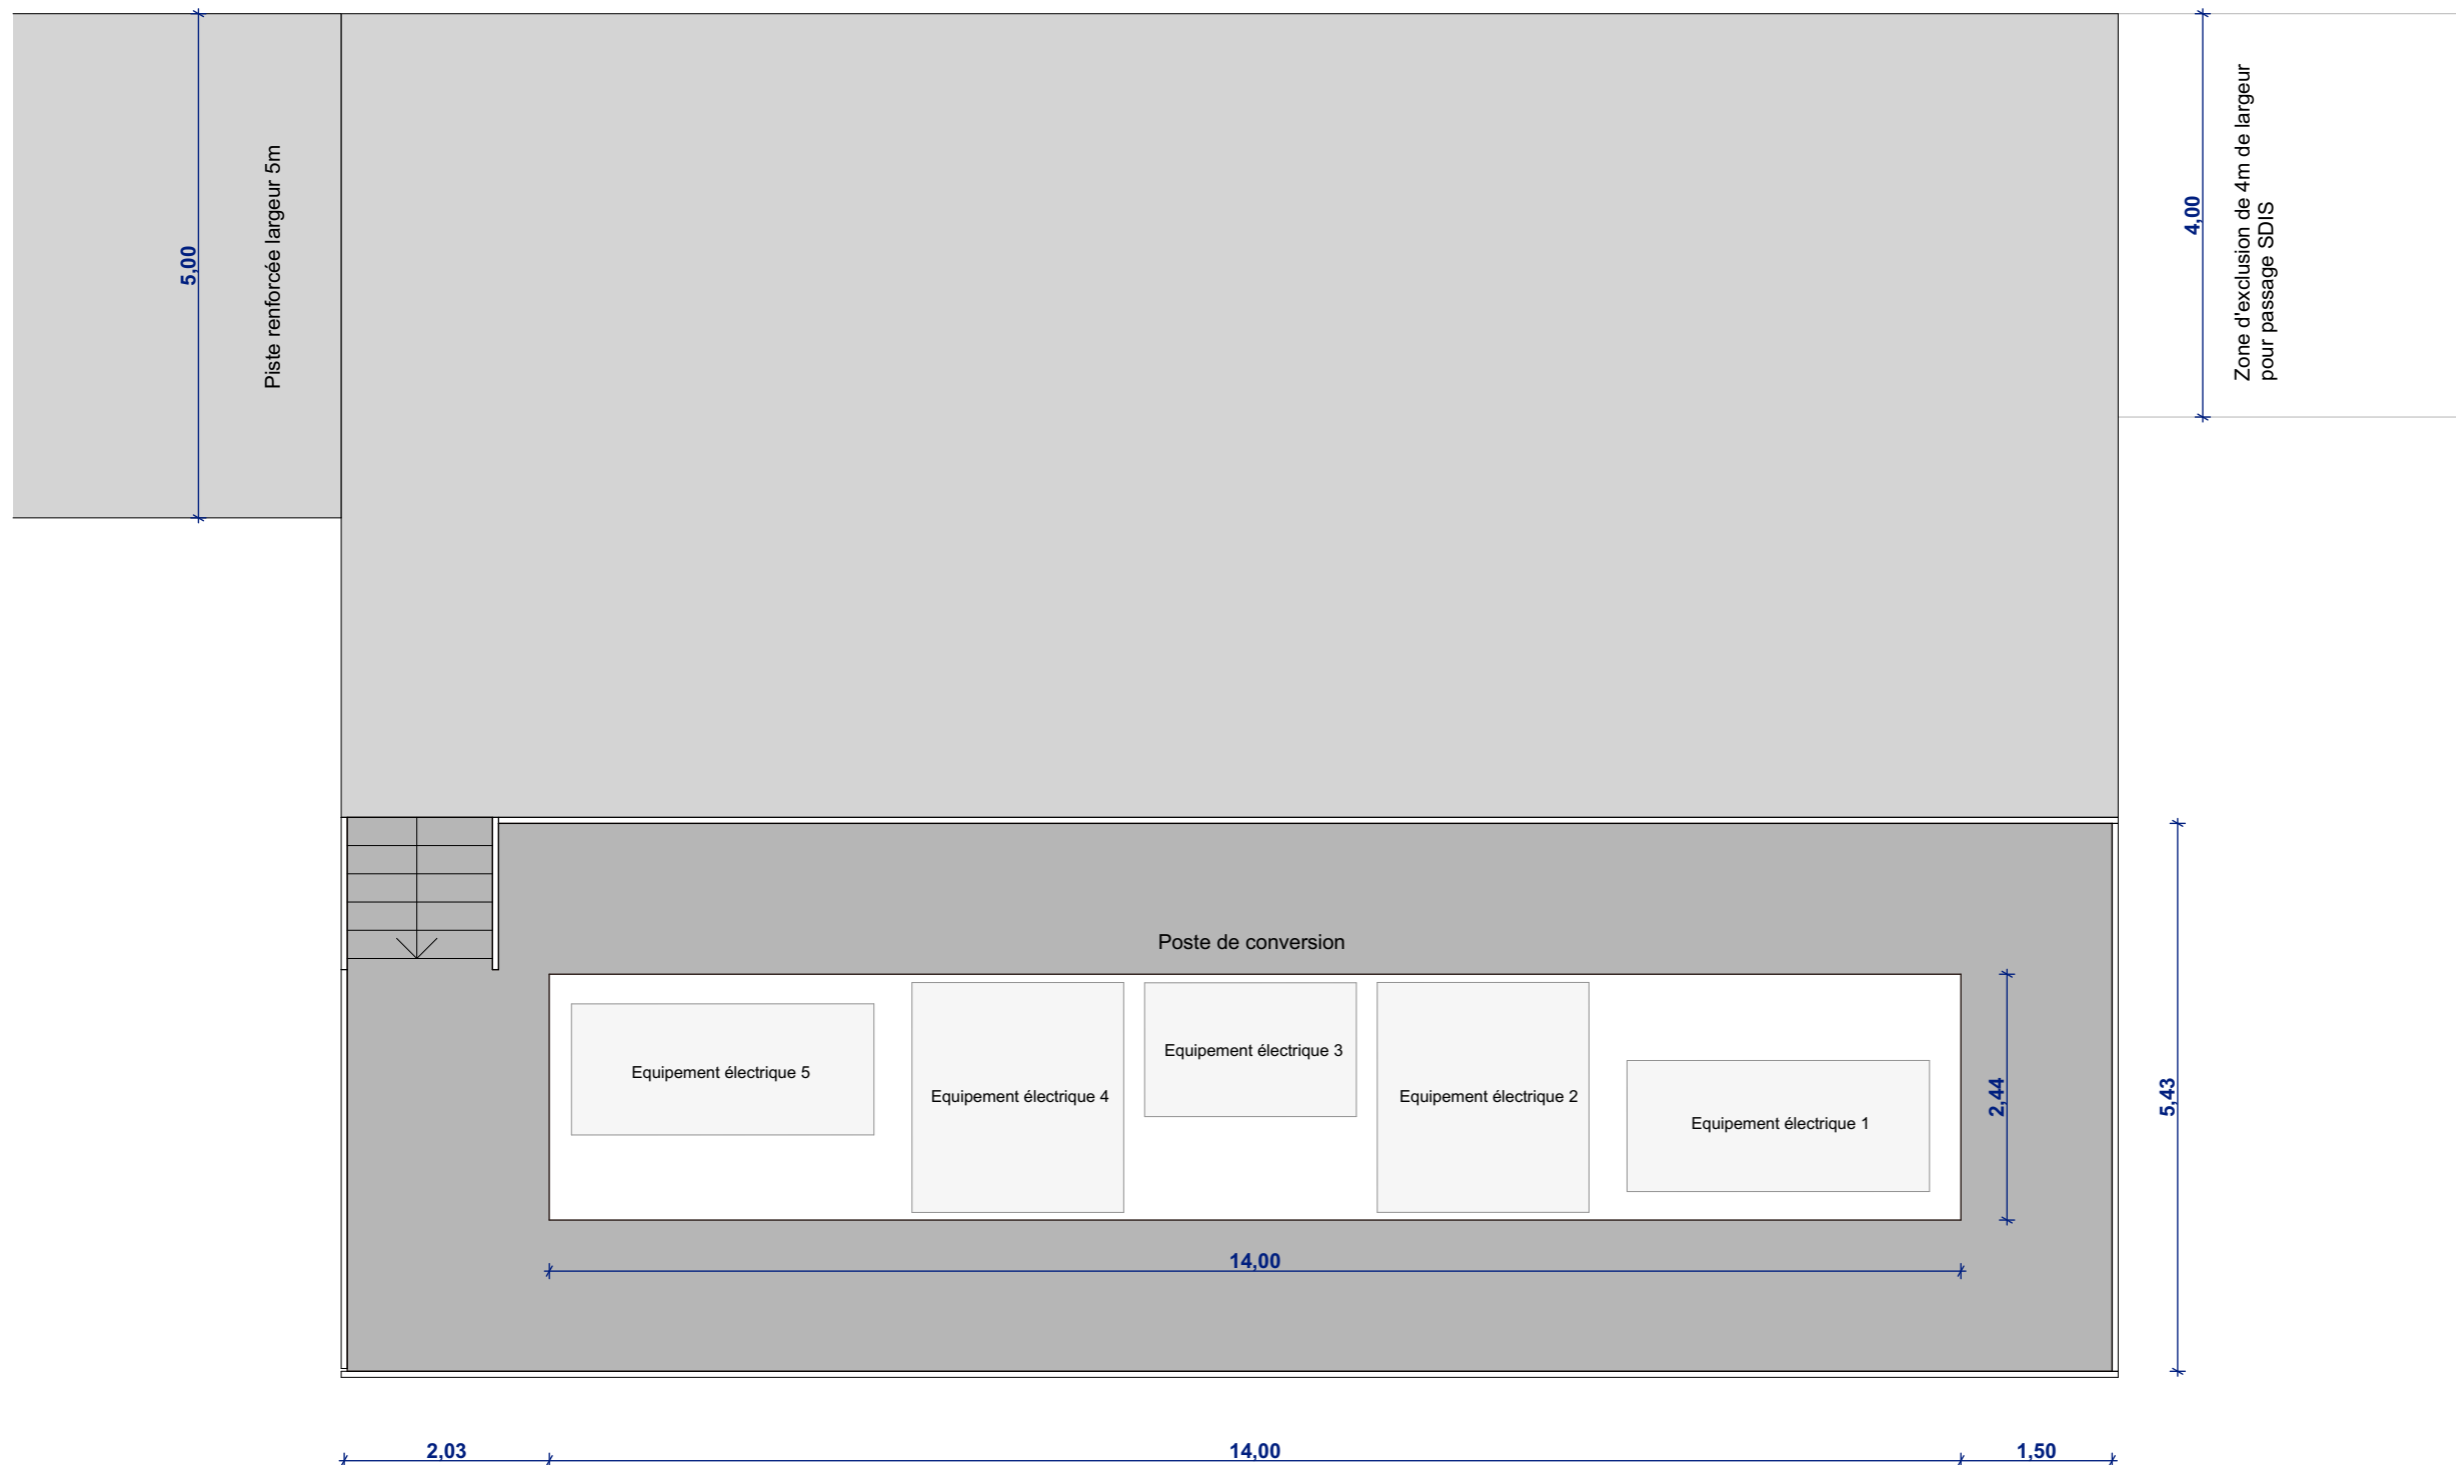 5,00
Piste renforcée largeur 5m
4,00
Zone d'exclusion de 4m de largeur
pour passage SDIS
Poste de conversion
Equipement électrique 5
Equipement électrique 4
Equipement électrique 3
Equipement électrique 2
Equipement électrique 1
2,44
5,43
14,00
2,03
14,00
1,50